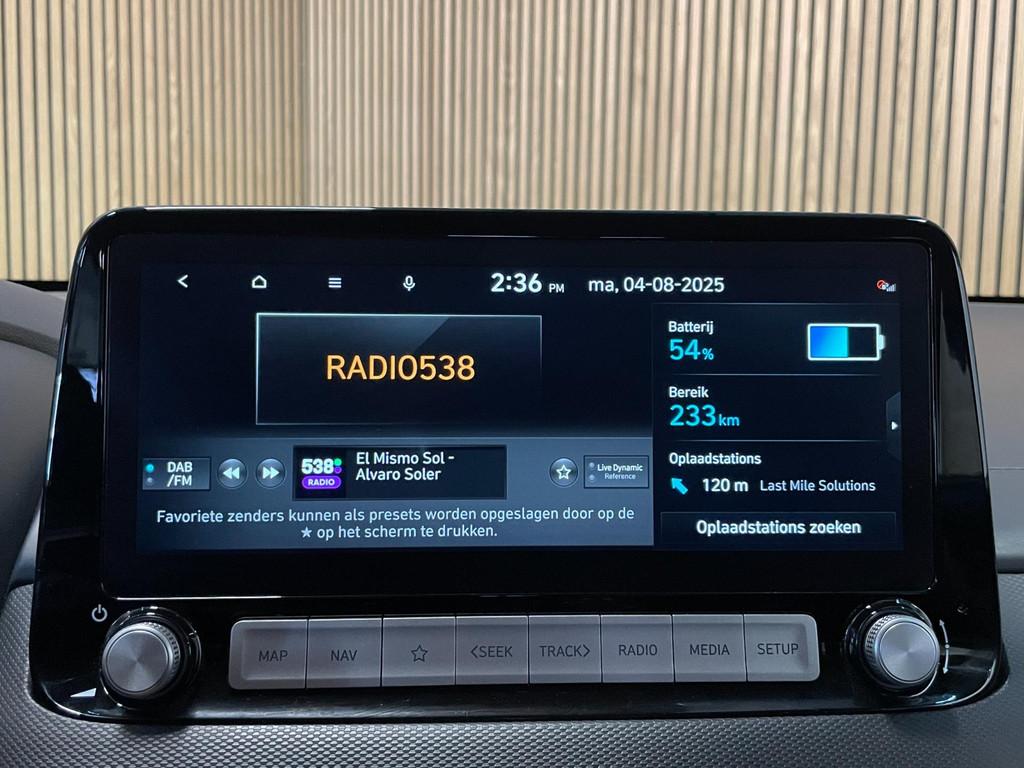 2:36 PM ma, 04-08-2025
RADIO538
DAB
/FM
538
RADIO
El Mismo Sol -
Alvaro Soler
Live Dynamic
Reference
Favoriete zenders kunnen als presets worden opgeslagen door op de
★ op het scherm te drukken.
Batterij
54%
Bereik
233km
Oplaadstations
120 m Last Mile Solutions
Oplaadstations zoeken
MAP
NAV
<SEEK
TRACK>
RADIO
MEDIA
SETUP